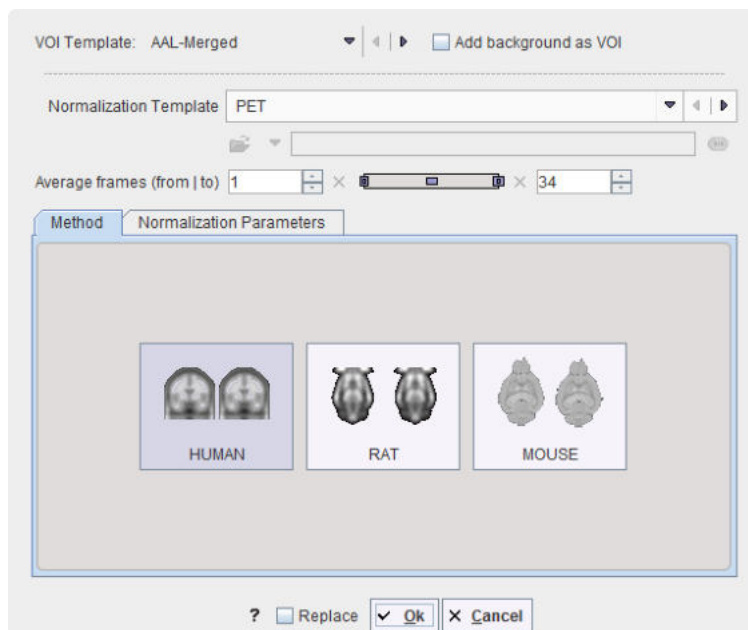 VOI Template: AAL-Merged Add background as VOI
Normalization Template PET
Average frames (from | to) 1 34
Method Normalization Parameters
HUMAN RAT MOUSE
? Replace Ok Cancel